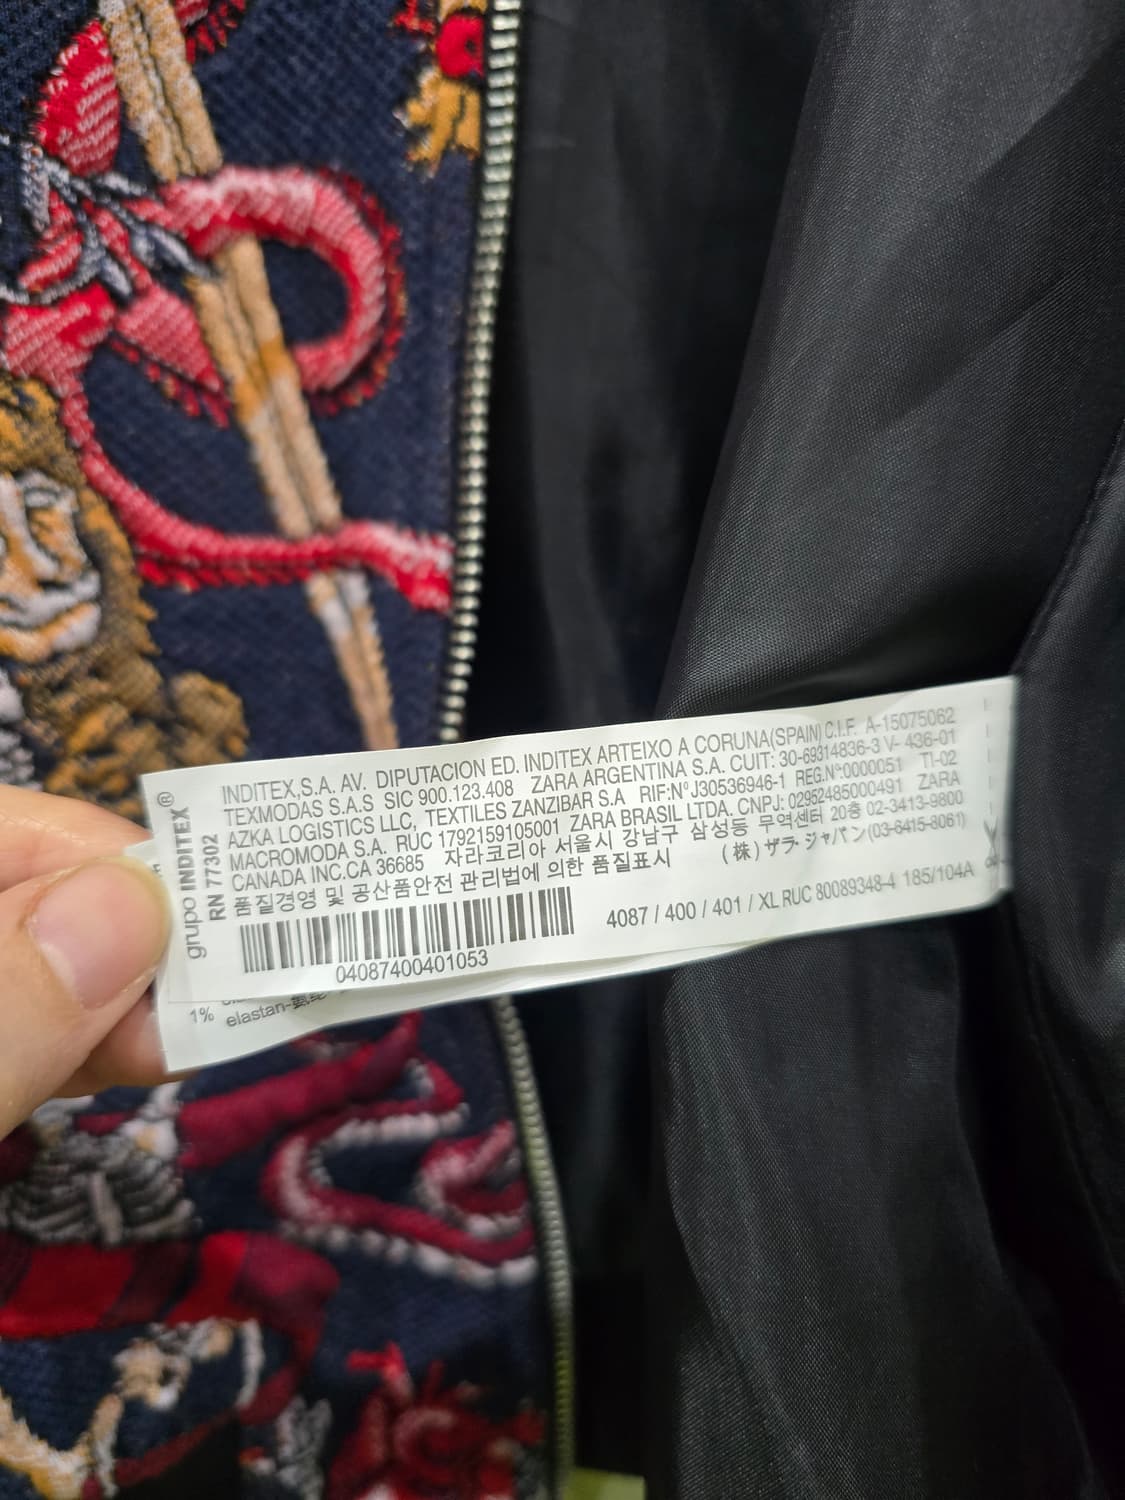 grupo INDITEX®
RN 77302
INDITEX,S.A. AV. DIPUTACION ED. INDITEX ARTEIXO A CORUNA(SPAIN) C.I.F. A-15075062
TEXMODAS S.A.S SIC 900.123.408 ZARA ARGENTINA S.A. CUIT: 30-69314836-3 V- 436-01
AZKA LOGISTICS LLC, TEXTILES ZANZIBAR S.A RIF:Nº J30536946-1 REG.Nº:0000051 TI-02
MACROMODA S.A. RUC 1792159105001 ZARA BRASIL LTDA. CNPJ: 02952485000491 ZARA
CANADA INC.CA 36685 자라코리아 서울시 강남구 삼성동 무역센터 20층 02-3413-9800
품질경영 및 공산품안전 관리법에 의한 품질표시 (株)ザラ・ジャパン(03-6415-8061)
4087 / 400 / 401 / XL RUC 80089348-4 185/104A
04087400401053
1%
elastan-氨纶